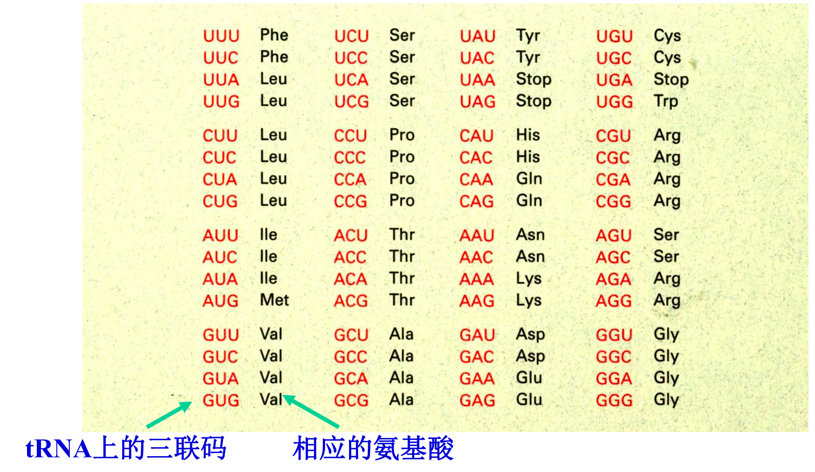 UUU Phe UCU Ser UAU Tyr UGU Cys
UUC Phe UCC Ser UAC Tyr UGC Cys
UUA Leu UCA Ser UAA Stop UGA Stop
UUG Leu UCG Ser UAG Stop UGG Trp
CUU Leu CCU Pro CAU His CGU Arg
CUC Leu CCC Pro CAC His CGC Arg
CUA Leu CCA Pro CAA Gln CGA Arg
CUG Leu CCG Pro CAG Gln CGG Arg
AUU Ile ACU Thr AAU Asn AGU Ser
AUC Ile ACC Thr AAC Asn AGC Ser
AUA Ile ACA Thr AAA Lys AGA Arg
AUG Met ACG Thr AAG Lys AGG Arg
GUU Val GCU Ala GAU Asp GGU Gly
GUC Val GCC Ala GAC Asp GGC Gly
GUA Val GCA Ala GAA Glu GGA Gly
GUG Val GCG Ala GAG Glu GGG Gly
tRNA上的三联码 相应的氨基酸